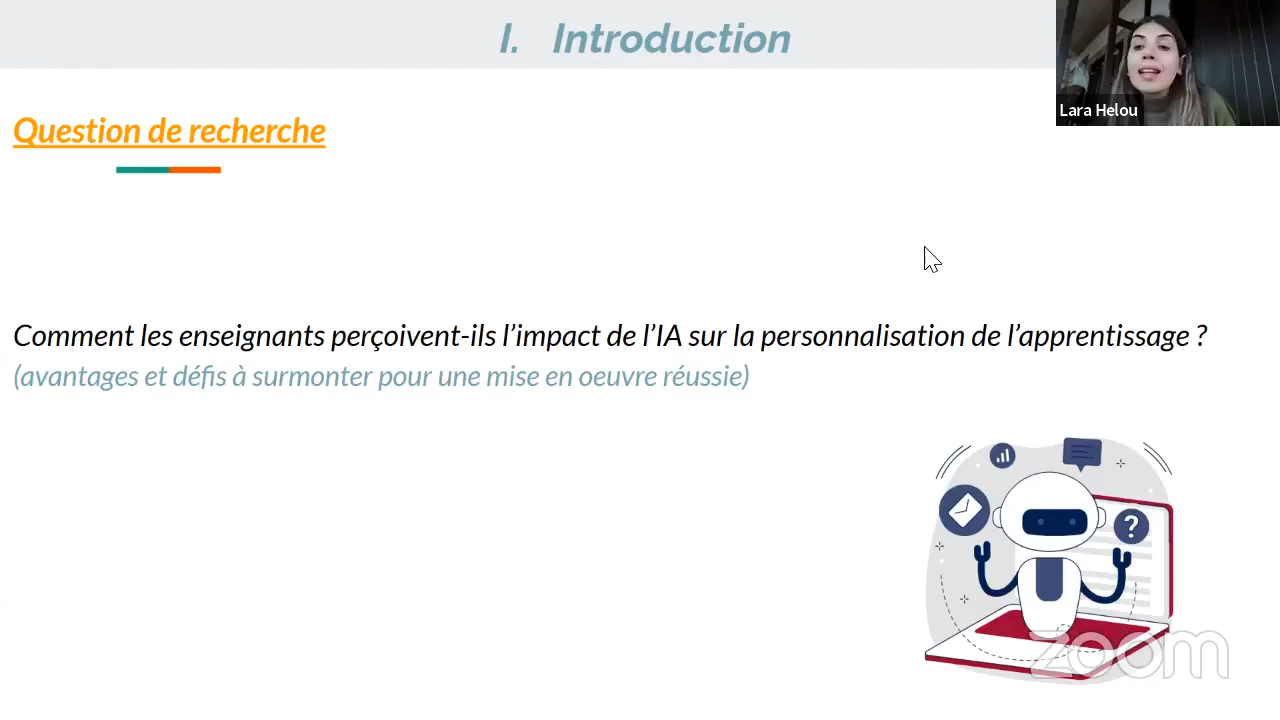 I. Introduction
Lara Helou
Question de recherche
Comment les enseignants perçoivent-ils l’impact de l’IA sur la personnalisation de l’apprentissage ?
(avantages et défis à surmonter pour une mise en oeuvre réussie)
?
zoom